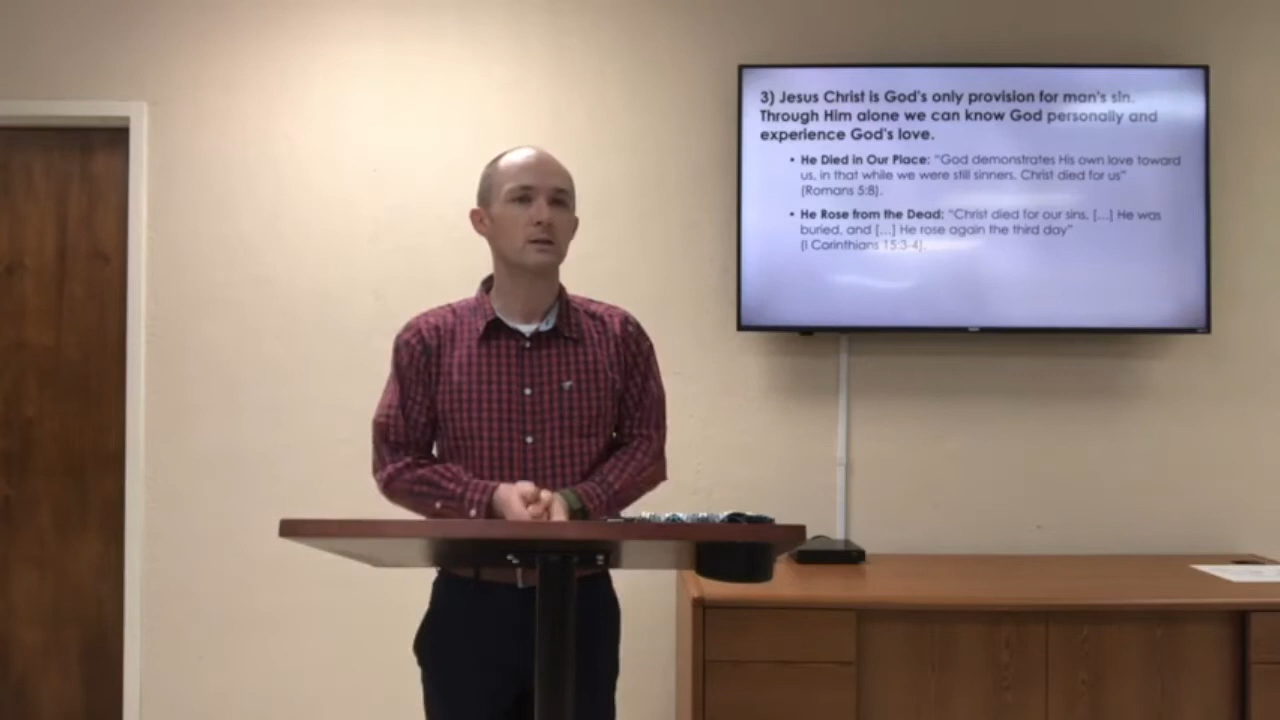 3) Jesus Christ is God's only provision for man's sin.
Through Him alone we can know God personally and
experience God's love.
• He Died in Our Place: “God demonstrates His own love toward
us, in that while we were still sinners, Christ died for us”
(Romans 5:8).
• He Rose from the Dead: “Christ died for our sins, [...] He was
buried, and [...] He rose again the third day”
(I Corinthians 15:3-4).